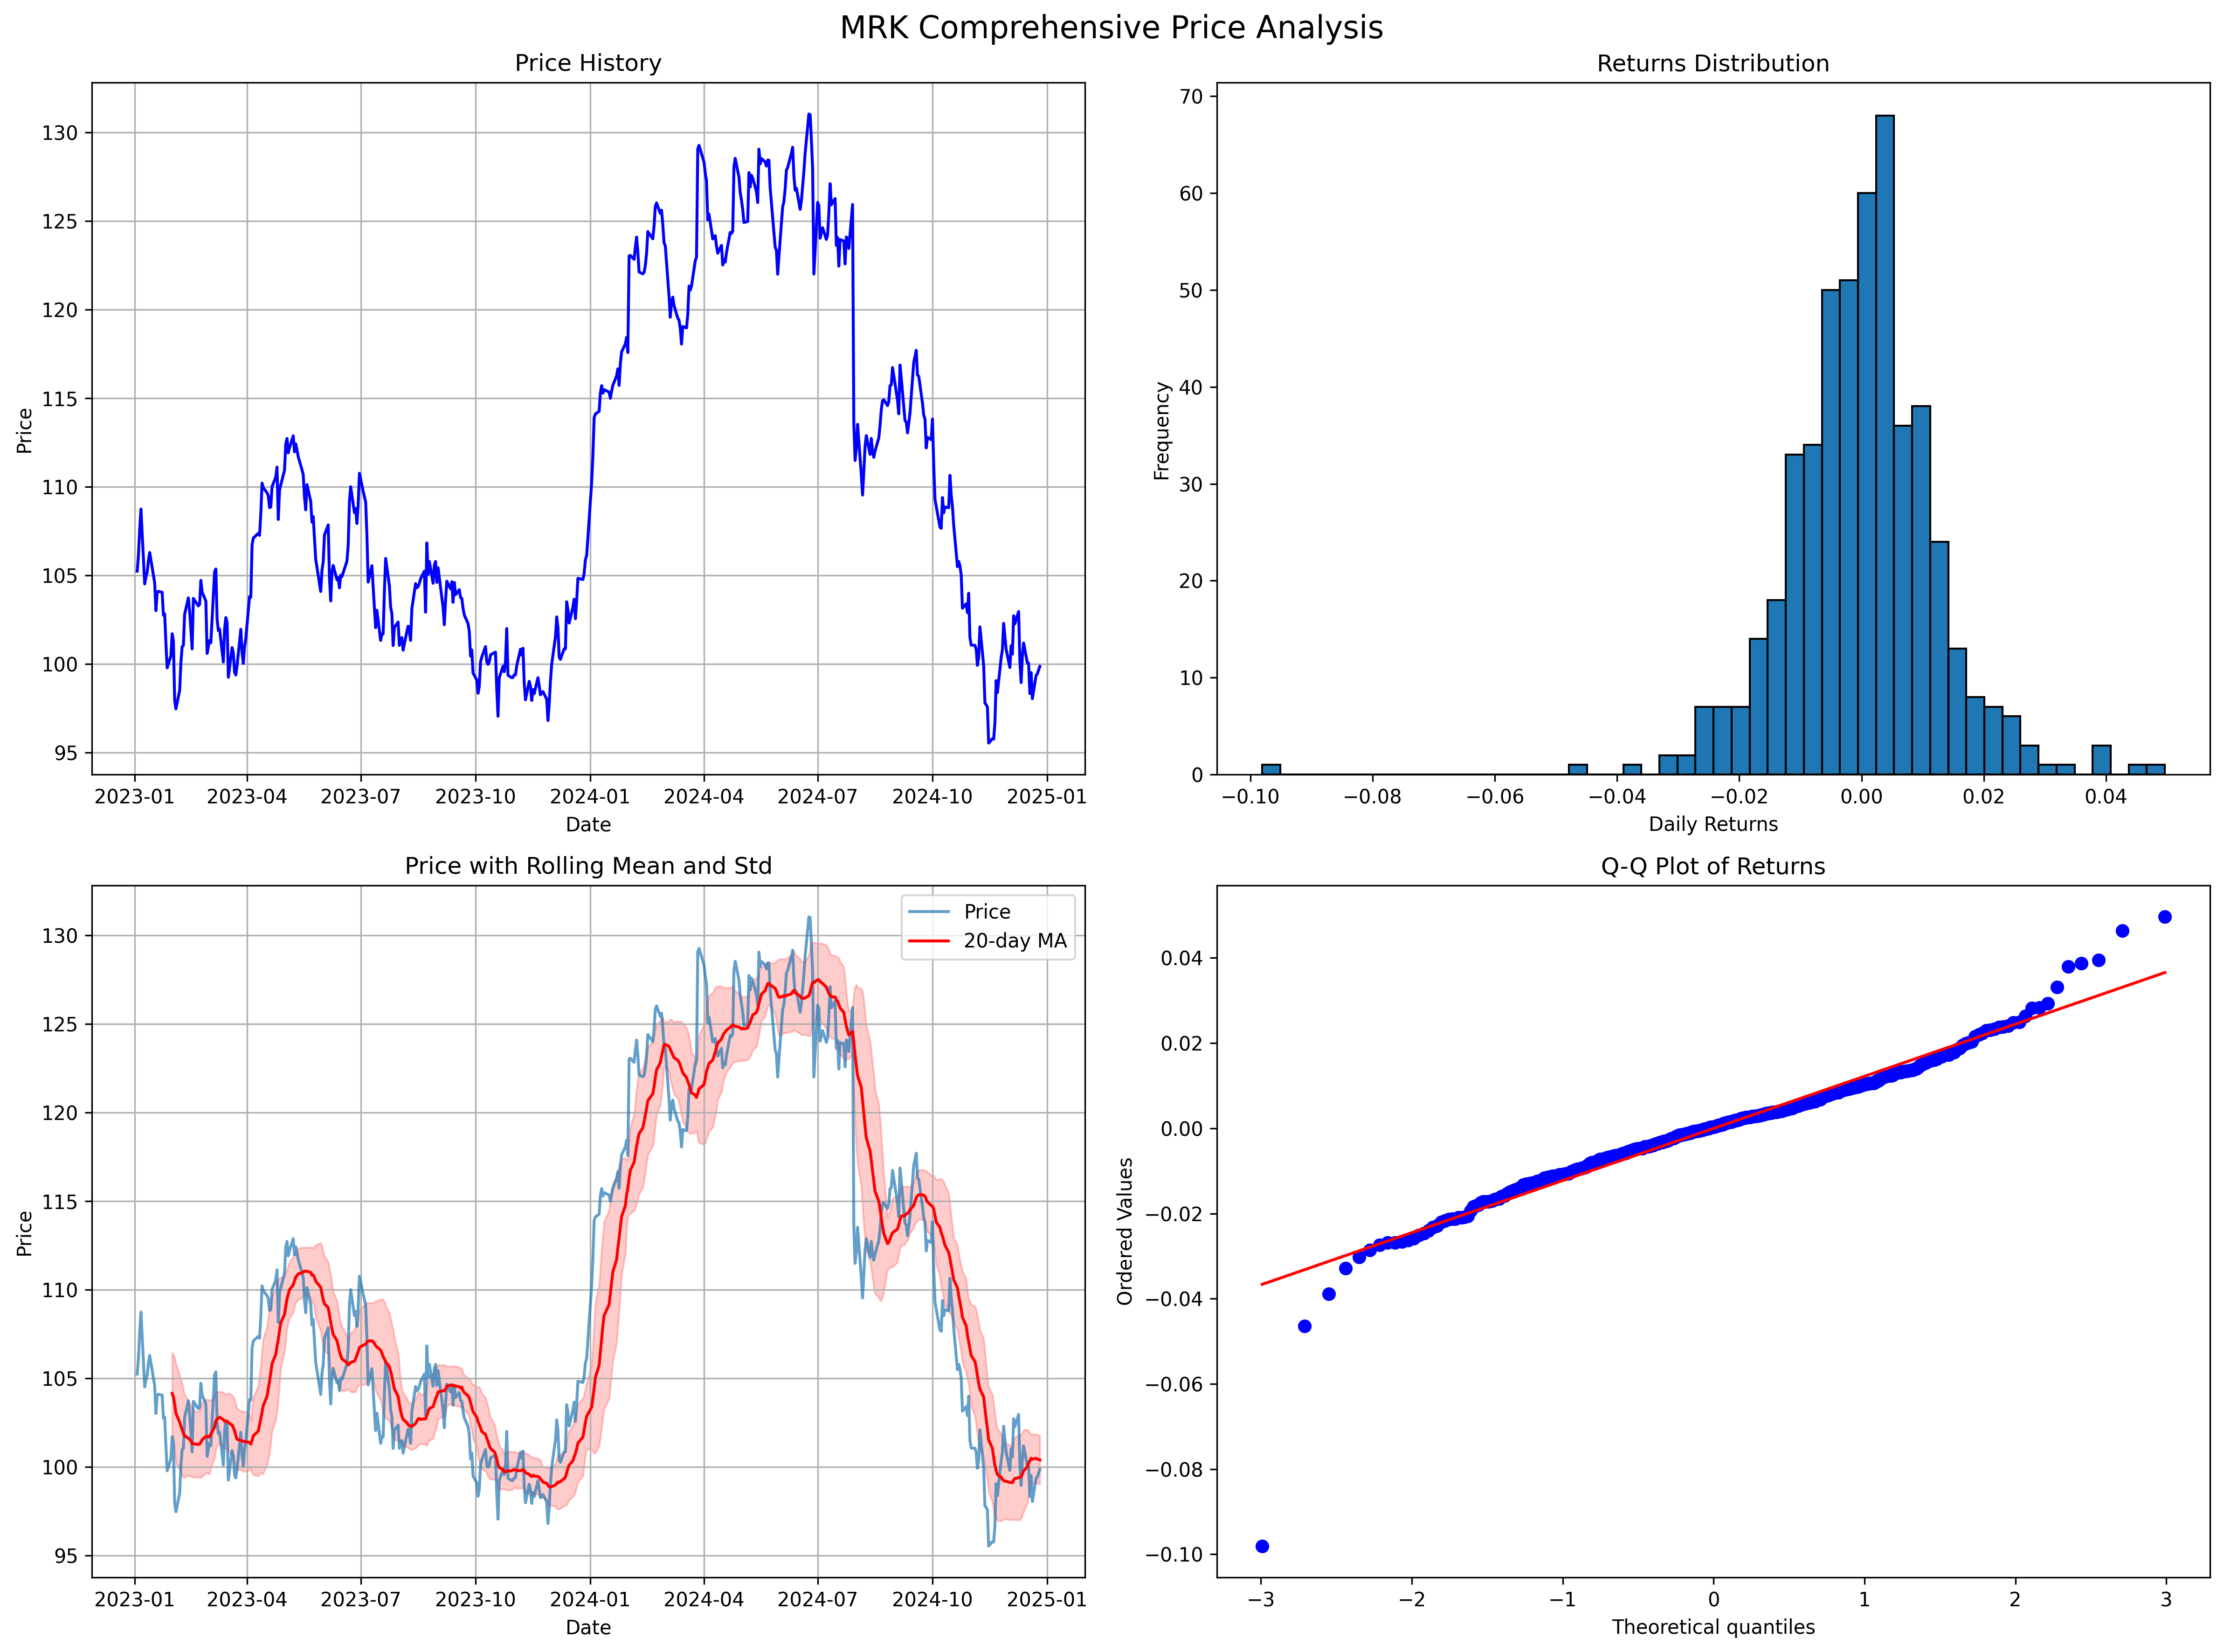 MRK Comprehensive Price Analysis
Price History
Price
130
125
120
115
110
105
100
95
2023-01 2023-04 2023-07 2023-10 2024-01 2024-04 2024-07 2024-10 2025-01
Date
Returns Distribution
Frequency
70
60
50
40
30
20
10
0
−0.10 −0.08 −0.06 −0.04 −0.02 0.00 0.02 0.04
Daily Returns
Price with Rolling Mean and Std
Price
20-day MA
Price
130
125
120
115
110
105
100
95
2023-01 2023-04 2023-07 2023-10 2024-01 2024-04 2024-07 2024-10 2025-01
Date
Q-Q Plot of Returns
Ordered Values
0.04
0.02
0.00
−0.02
−0.04
−0.06
−0.08
−0.10
−3 −2 −1 0 1 2 3
Theoretical quantiles